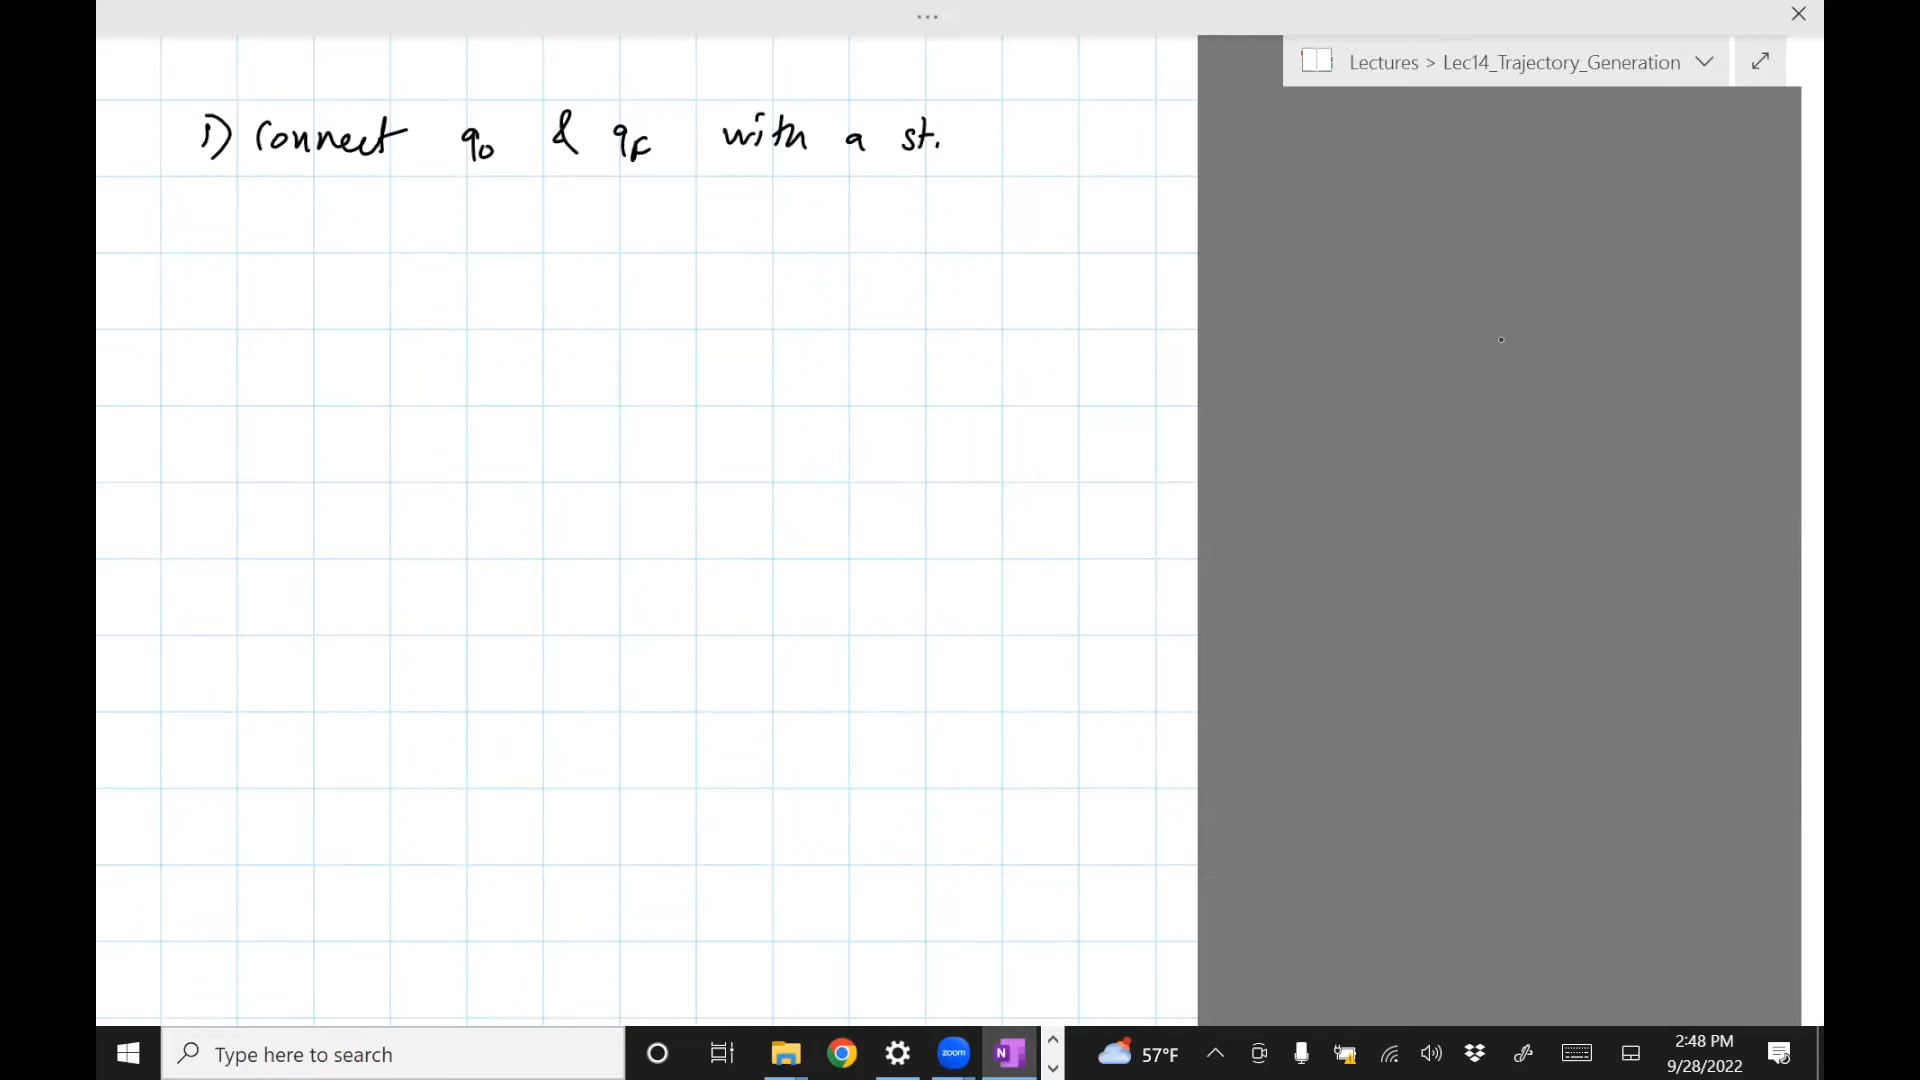 Lectures > Lec14_Trajectory_Generation
1) Connect q0 & qF with a st.
Type here to search
zoom
N
57°F
2:48 PM
9/28/2022